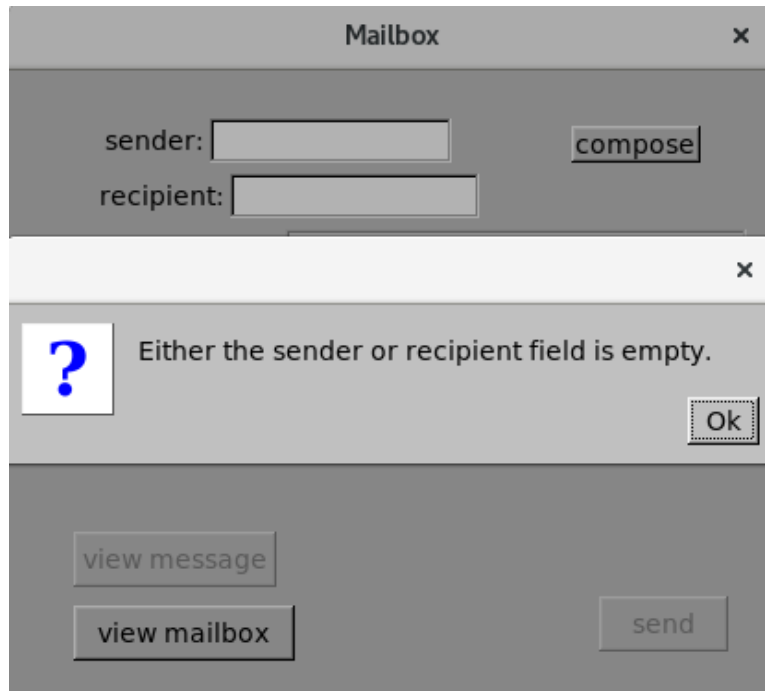 Mailbox ×
sender:
compose
recipient:
×
? Either the sender or recipient field is empty.
Ok
view message
view mailbox
send